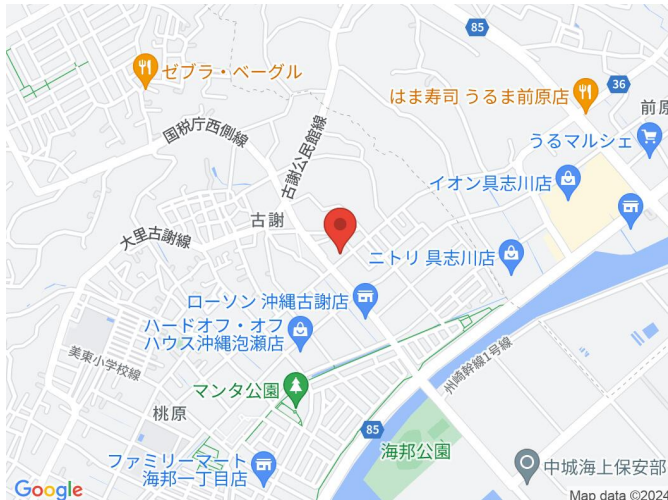 85
ゼブラ・ベーグル
はま寿司 うるま前原店
36
前原
国税庁西側線
古謝公民館線
うるマルシェ
イオン具志川店
大里古謝線
古謝
ニトリ 具志川店
ローソン 沖縄古謝店
ハードオフ・オフ
ハウス沖縄泡瀬店
美東小学校線
州崎幹線1号線
マンタ公園
桃原
85
海邦公園
ファミリーマート
海邦一丁目店
中城海上保安部
Google
Map data ©2024